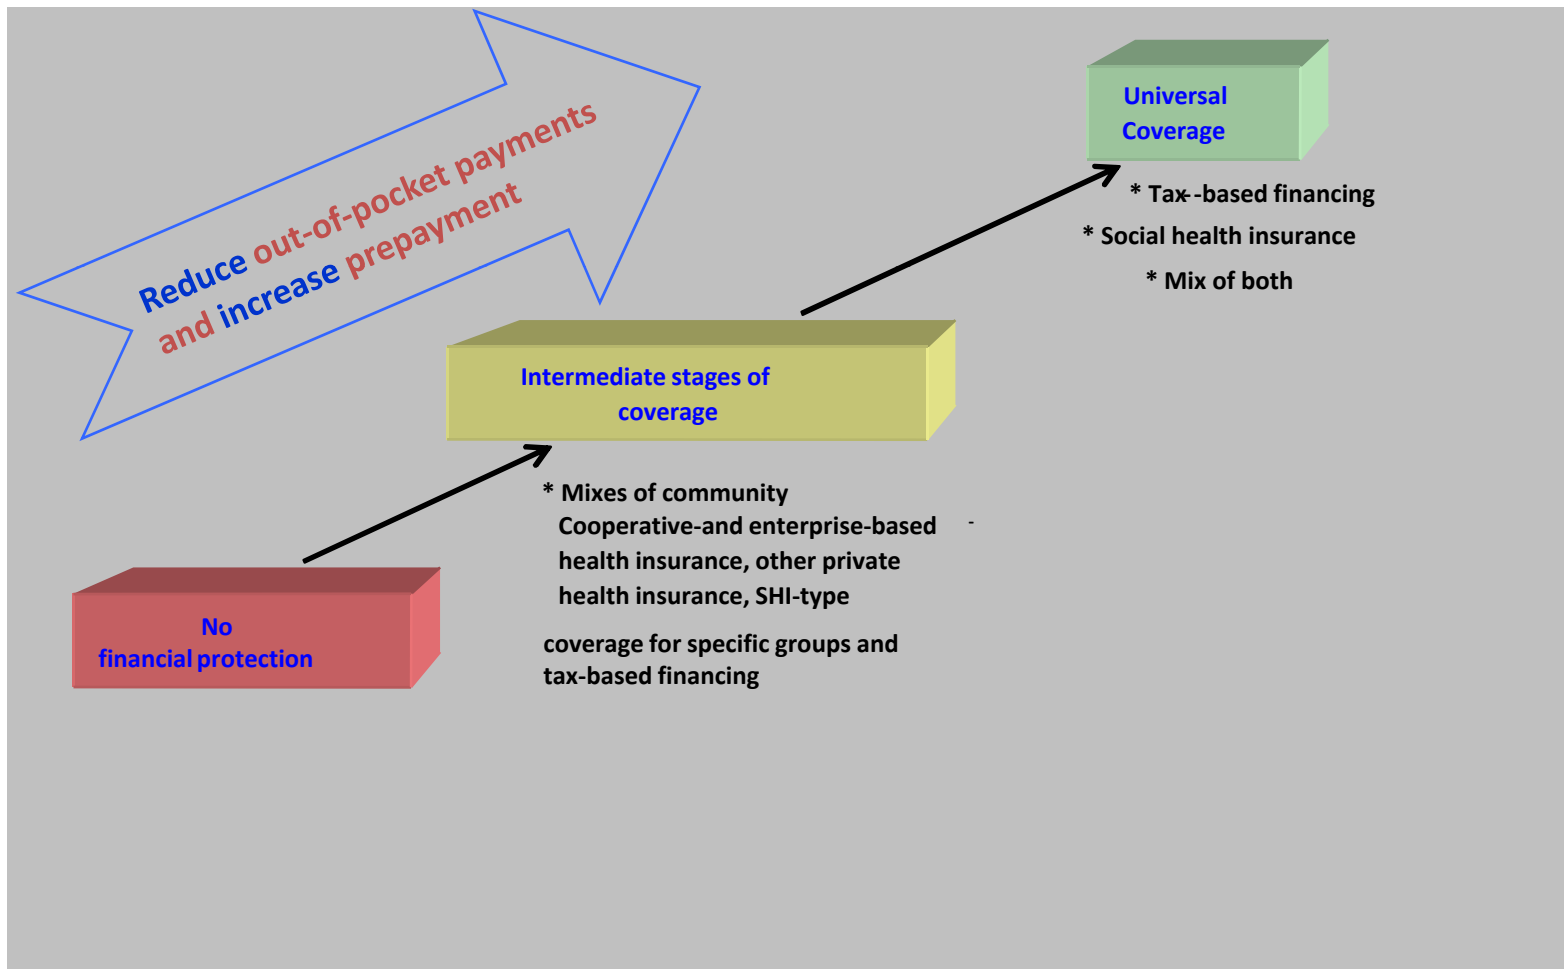 Reduce out-of-pocket payments
and increase prepayment
Universal
Coverage
* Tax--based financing
* Social health insurance
* Mix of both
Intermediate stages of
coverage
* Mixes of community
Cooperative-and enterprise-based -
health insurance, other private
health insurance, SHI-type
coverage for specific groups and
tax-based financing
No
financial protection